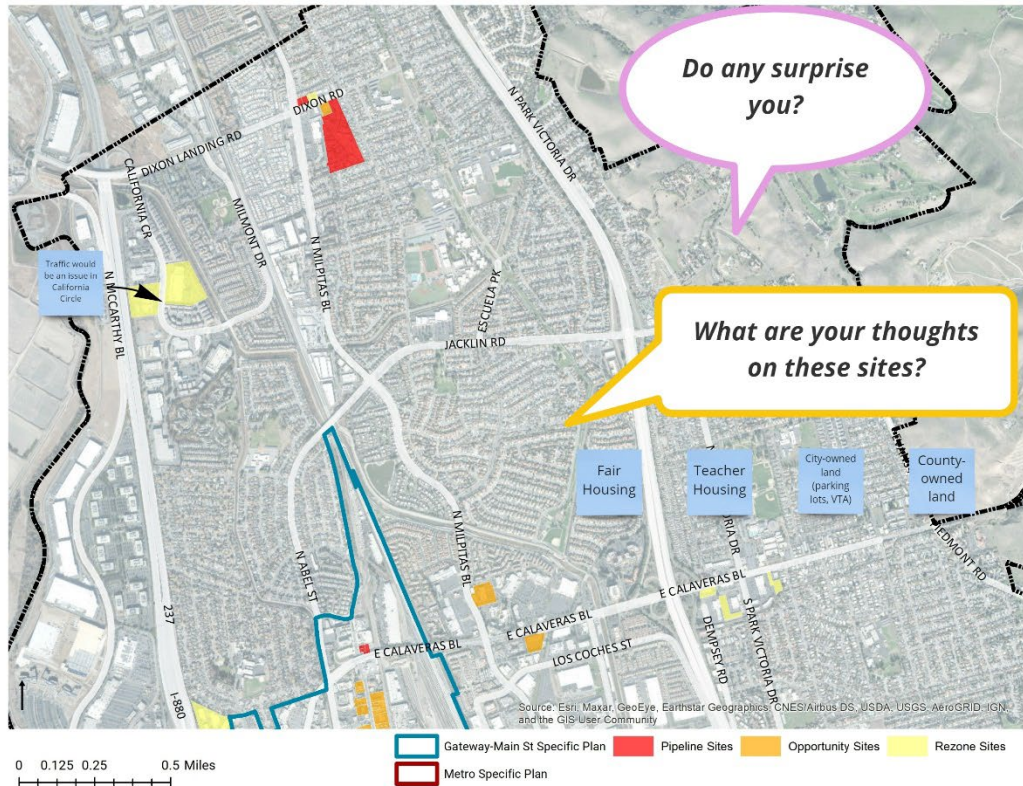 Do any surprise
you?
N PARK VICTORIA DR
DIXON RD
DIXON LANDING RD
CALIFORNIA CR
MILMONT DR
N MILPITAS BL
Traffic would
be an issue in
California
Circle
N MCCARTHY BL
ESCUELA PK
JACKLIN RD
What are your thoughts
on these sites?
Fair
Housing
Teacher
Housing
City-owned
land
(parking
lots, VTA)
County-
owned
land
PIEDMONT RD
N MILPITAS BL
N ABEL ST
E CALAVERAS BL
E CALAVERAS BL
E CALAVERAS BL
LOS COCHES ST
DEMPSEY RD
S PARK VICTORIA DR
237
I-880
Source: Esri, Maxar, GeoEye, Earthstar Geographics, CNES/Airbus DS, USDA, USGS, AeroGRID, IGN,
and the GIS User Community
Gateway-Main St Specific Plan
Pipeline Sites
Opportunity Sites
Rezone Sites
Metro Specific Plan
0 0.125 0.25 0.5 Miles